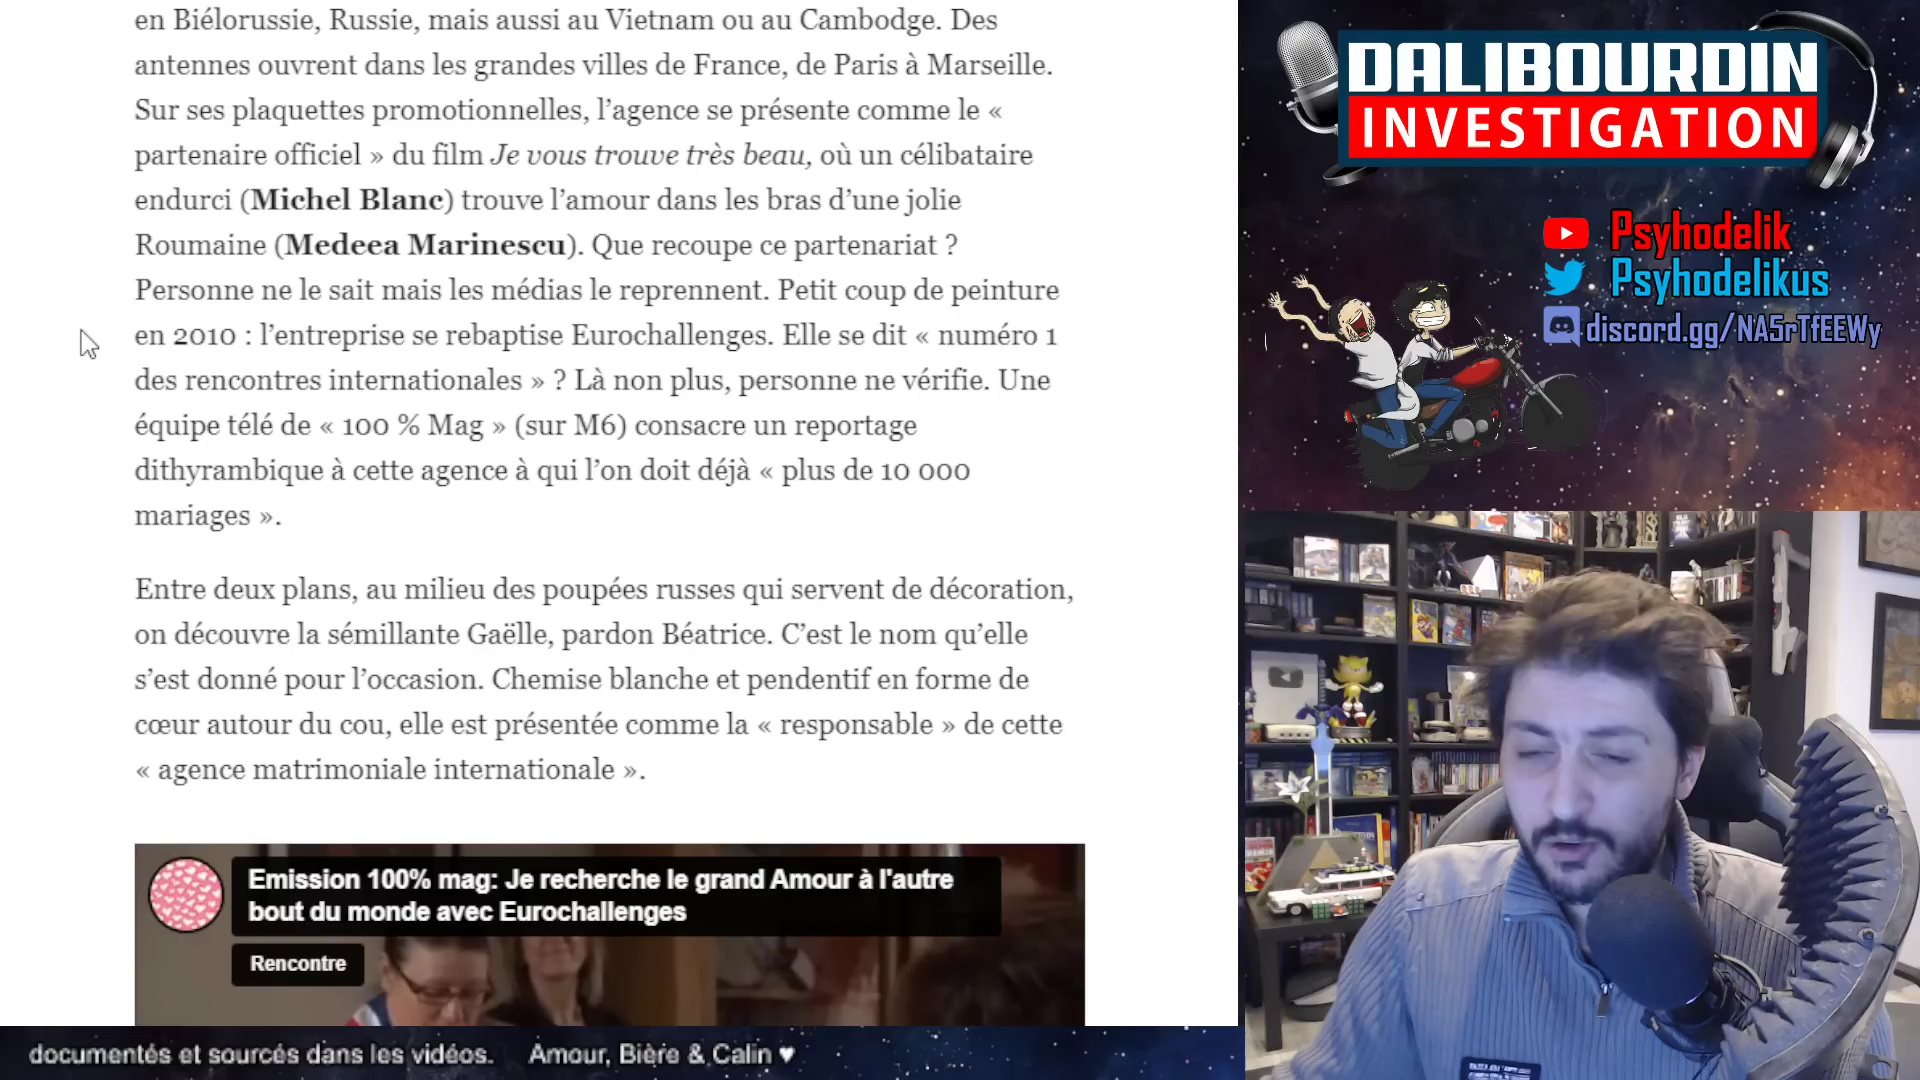 en Biélorussie, Russie, mais aussi au Vietnam ou au Cambodge. Des
antennes ouvrent dans les grandes villes de France, de Paris à Marseille.
Sur ses plaquettes promotionnelles, l’agence se présente comme le «
partenaire officiel » du film Je vous trouve très beau, où un célibataire
endurci (Michel Blanc) trouve l’amour dans les bras d’une jolie
Roumaine (Medeea Marinescu). Que recoupe ce partenariat ?
Personne ne le sait mais les médias le reprennent. Petit coup de peinture
en 2010 : l’entreprise se rebaptise Eurochallenges. Elle se dit « numéro 1
des rencontres internationales » ? Là non plus, personne ne vérifie. Une
équipe télé de « 100 % Mag » (sur M6) consacre un reportage
dithyrambique à cette agence à qui l’on doit déjà « plus de 10 000
mariages ».
Entre deux plans, au milieu des poupées russes qui servent de décoration,
on découvre la sémillante Gaëlle, pardon Béatrice. C’est le nom qu’elle
s’est donné pour l’occasion. Chemise blanche et pendentif en forme de
cœur autour du cou, elle est présentée comme la « responsable » de cette
« agence matrimoniale internationale ».
Emission 100% mag: Je recherche le grand Amour à l'autre
bout du monde avec Eurochallenges
Rencontre
documentés et sourcés dans les vidéos. Amour, Bière & Calin ♥
DALIBOURDIN
INVESTIGATION
Psyhodelik
Psyhodelikus
discord.gg/NA5rTfEEWy